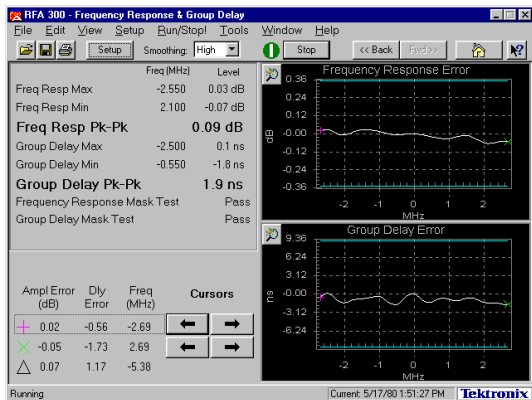 RFA 300 - Frequency Response & Group Delay
File Edit View Setup Run/Stop! Tools Window Help
Setup Smoothing: High Stop << Back Fwd >>
Freq (MHz) Level
Freq Resp Max -2.550 0.03 dB
Freq Resp Min 2.100 -0.07 dB
Freq Resp Pk-Pk 0.09 dB
Group Delay Max -2.500 0.1 ns
Group Delay Min -0.550 -1.8 ns
Group Delay Pk-Pk 1.9 ns
Frequency Response Mask Test Pass
Group Delay Mask Test Pass
Ampl Error (dB) Dly Error Freq (MHz) Cursors
0.02 -0.56 -2.69
-0.05 -1.73 2.69
0.07 1.17 -5.38
Frequency Response Error
0.36
0.24
0.12
-0.00
-0.12
-0.24
-0.36
dB
-2 -1 0 1 2
MHz
Group Delay Error
9.36
6.24
3.12
-0.00
-3.12
-6.24
ns
-2 -1 0 1 2
MHz
Running Current: 5/17/80 1:51:27 PM Tektronix